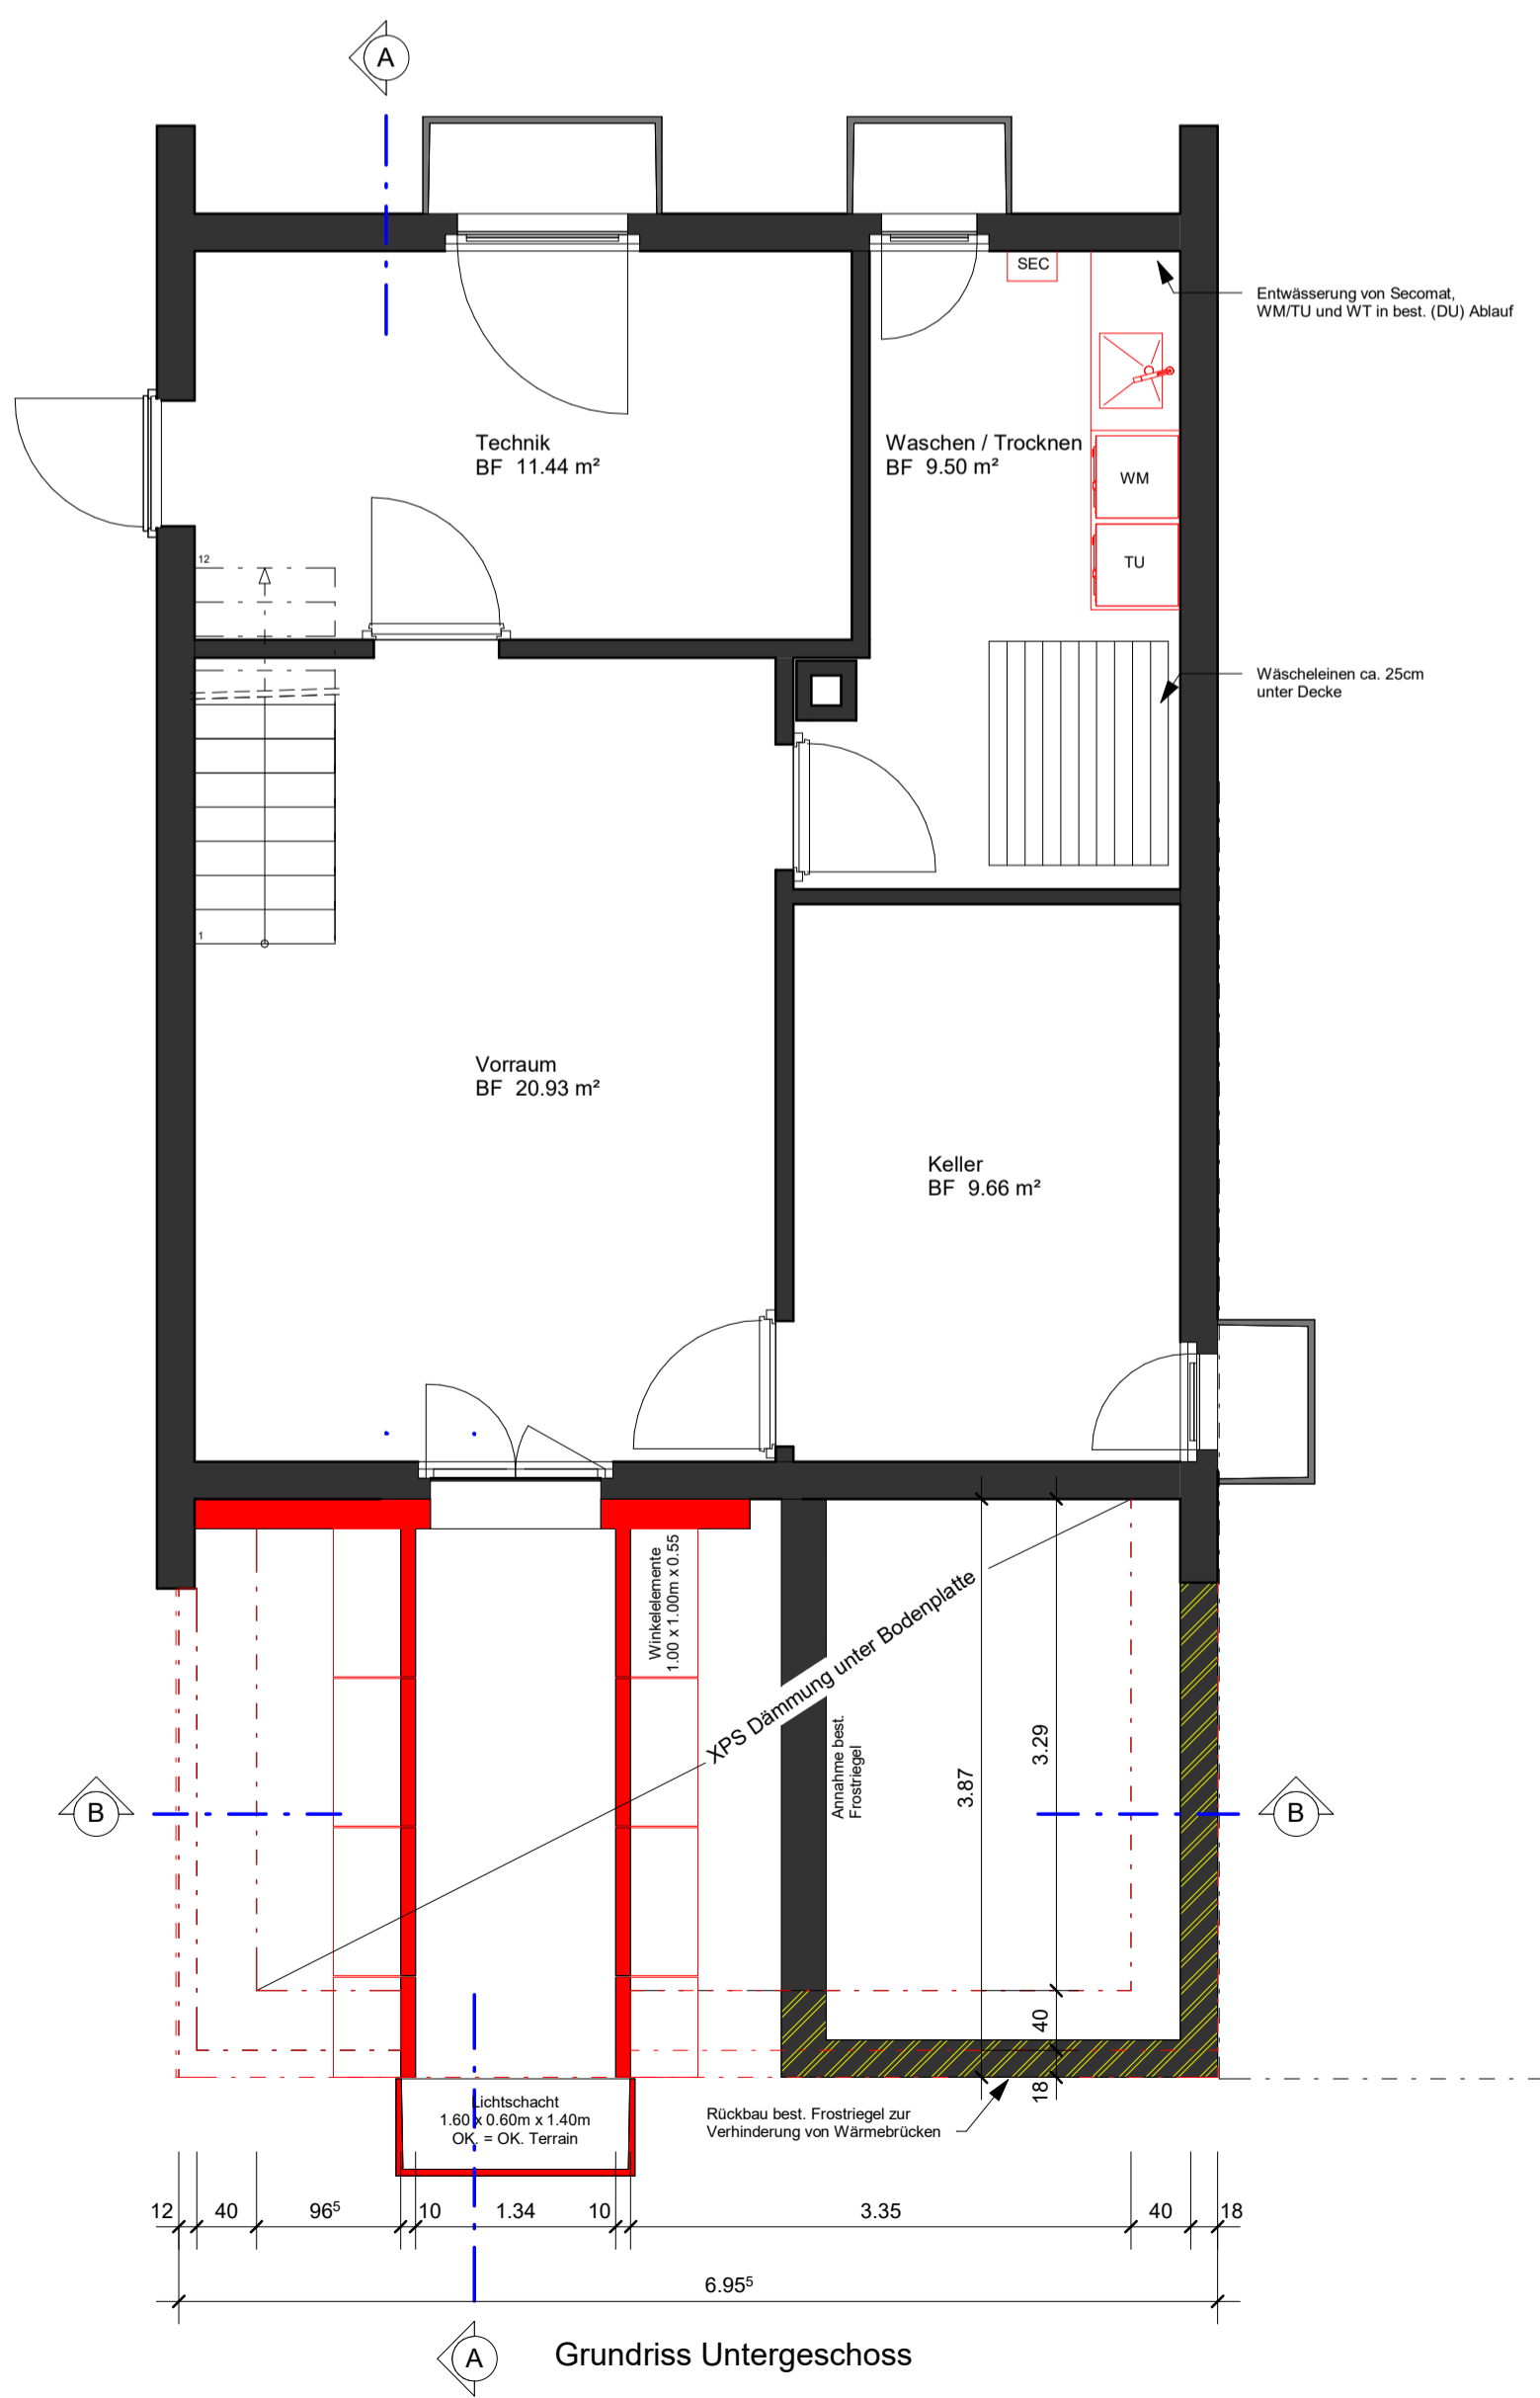 A
SEC
Entwässerung von Secomat,
WM/TU und WT in best. (DU) Ablauf
Technik
BF 11.44 m²
Waschen / Trocknen
BF 9.50 m²
WM
TU
12
Wäscheleinen ca. 25cm
unter Decke
1
Vorraum
BF 20.93 m²
Keller
BF 9.66 m²
Winkelelemente
1.00 x 1.00m x 0.55
XPS Dämmung unter Bodenplatte
Annahme best.
Frostriegel
3.87
3.29
40
18
B
B
Lichtschacht
1.60 x 0.60m x 1.40m
OK. = OK. Terrain
Rückbau best. Frostriegel zur
Verhinderung von Wärmebrücken
12 40 96⁵ 10 1.34 10 3.35 40 18
6.95⁵
A
Grundriss Untergeschoss